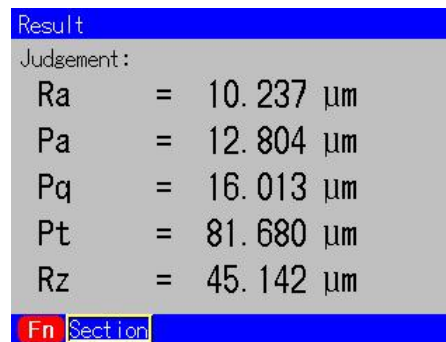 Result
Judgement:
Ra = 10.237 µm
Pa = 12.804 µm
Pq = 16.013 µm
Pt = 81.680 µm
Rz = 45.142 µm
Fn Section